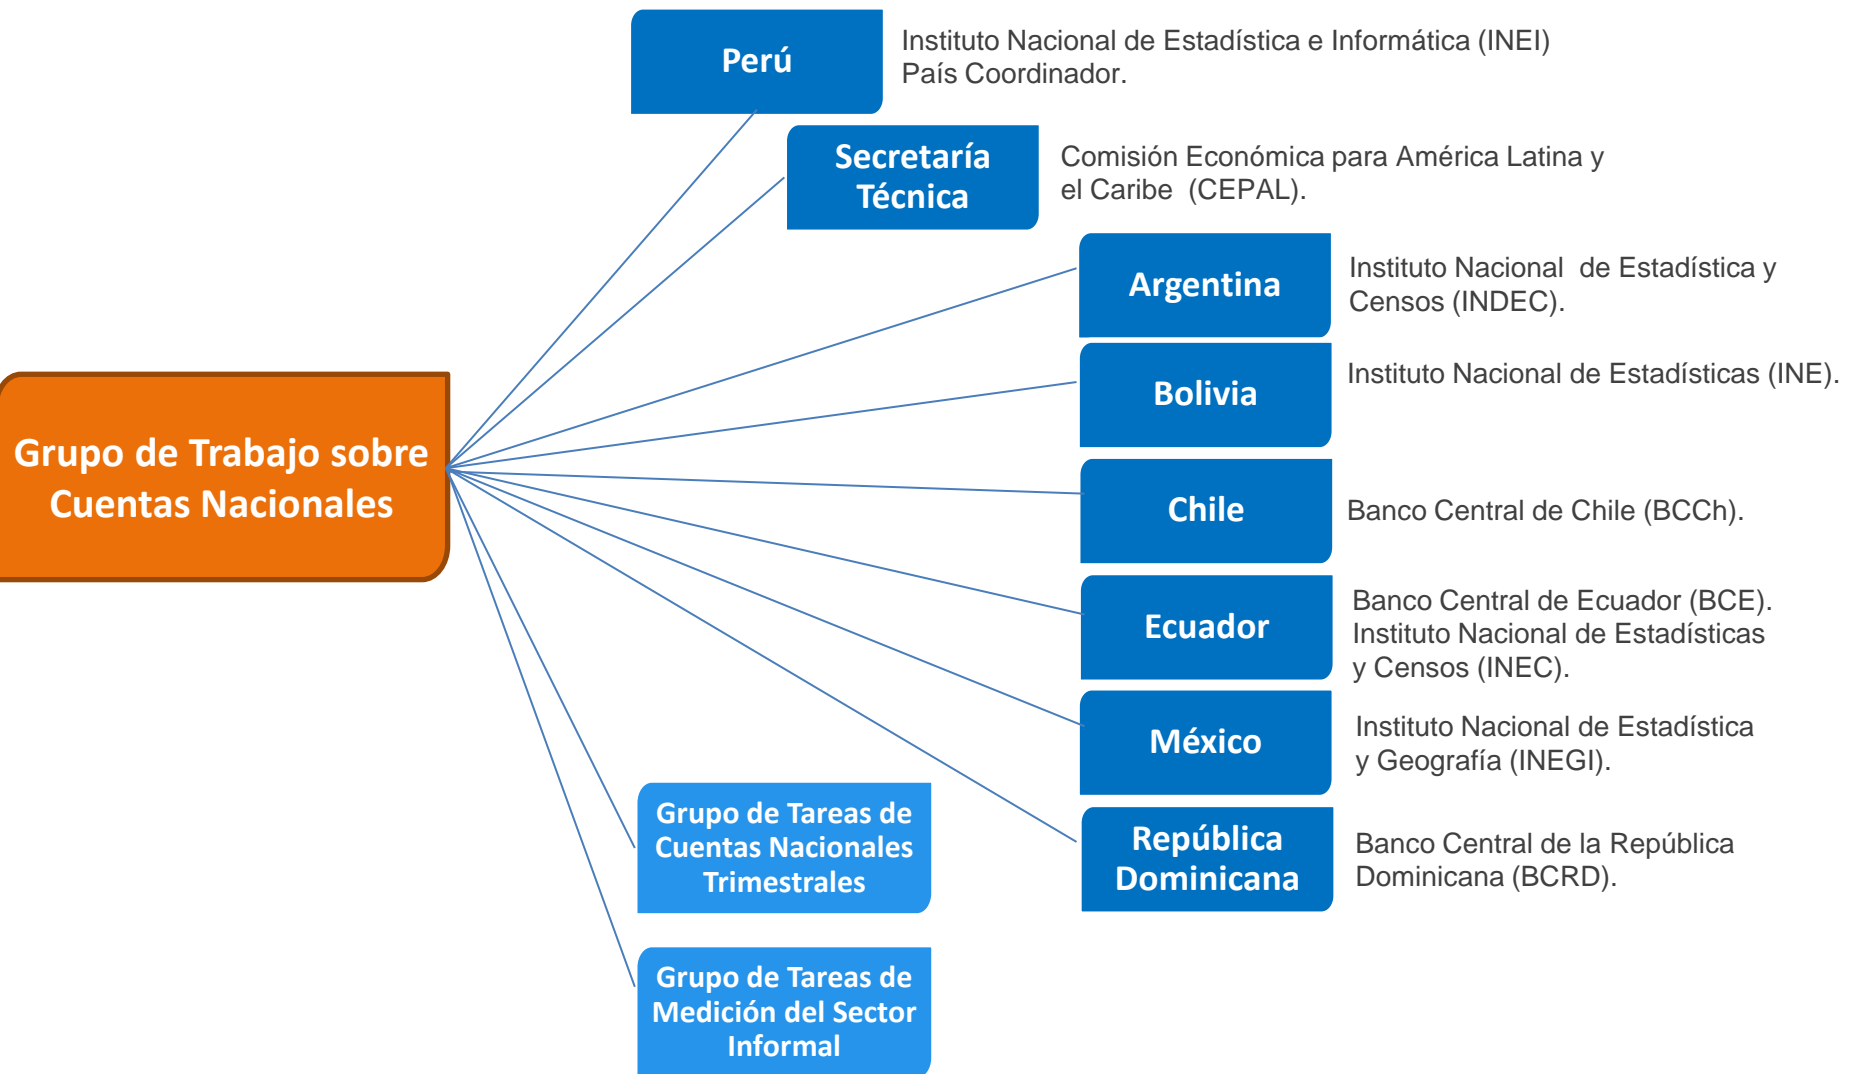 Perú
Instituto Nacional de Estadística e Informática (INEI)
País Coordinador.
Secretaría
Técnica
Comisión Económica para América Latina y
el Caribe (CEPAL).
Argentina
Instituto Nacional de Estadística y
Censos (INDEC).
Bolivia
Instituto Nacional de Estadísticas (INE).
Grupo de Trabajo sobre
Cuentas Nacionales
Chile
Banco Central de Chile (BCCh).
Ecuador
Banco Central de Ecuador (BCE).
Instituto Nacional de Estadísticas
y Censos (INEC).
México
Instituto Nacional de Estadística
y Geografía (INEGI).
República
Dominicana
Banco Central de la República
Dominicana (BCRD).
Grupo de Tareas de
Cuentas Nacionales
Trimestrales
Grupo de Tareas de
Medición del Sector
Informal